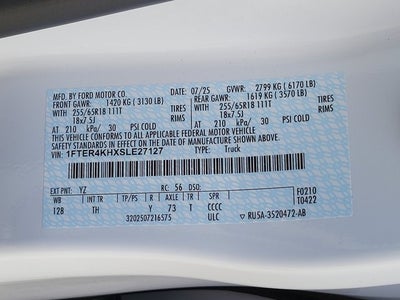 MFD. BY FORD MOTOR CO.
DATE: 07/25 GVWR: 2799 KG ( 6170 LB)
FRONT GAWR: 1420 KG ( 3130 LB) REAR GAWR: 1619 KG ( 3570 LB)
WITH 255/65R18 111T TIRES WITH 255/65R18 111T TIRES
18x7.5J RIMS 18x7.5J RIMS
AT 210 kPa/ 30 PSI COLD AT 210 kPa/ 30 PSI COLD
THIS VEHICLE CONFORMS TO ALL APPLICABLE FEDERAL MOTOR VEHICLE
SAFETY STANDARDS IN EFFECT ON THE DATE OF MANUFACTURE SHOWN ABOVE.
VIN: 1FTER4KHXSLE27127 TYPE: Truck
EXT PNT: YZ RC: 56 DSO: F0210
WB INT TR TP/PS R AXLE TR SPR T0422
128 TH Y 73 T CCCC
3202507216575 ULC ▽ RU5A-3520472-AB